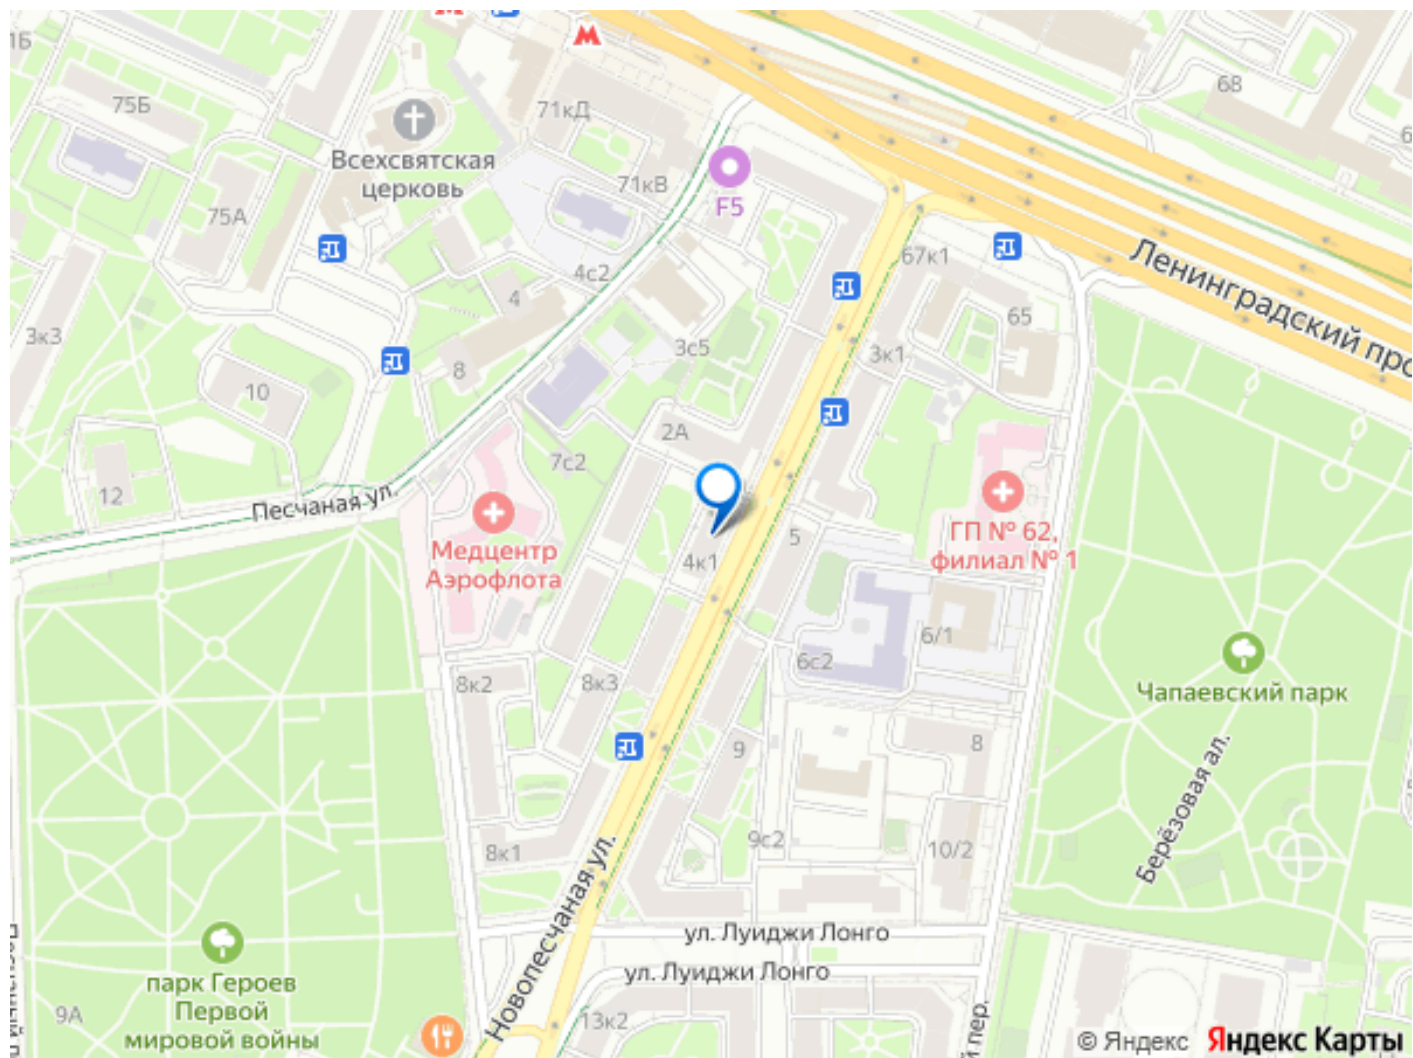 1Б
75Б
71кД
68
Всехсвятская
церковь
71кВ
F5
75А
67к1
4с2
4
65
Ленинградский про
3к3
3с5
3к1
8
10
2А
7с2
12
Песчаная ул.
Медцентр
Аэрофлота
4к1
5
ГП № 62,
филиал № 1
6/1
6с2
8к2
8к3
Чапаевский парк
9
8
Берёзовая ал.
8к1
9с2
10/2
Новопесчаная ул.
ул. Луиджи Лонго
ул. Луиджи Лонго
парк Героев
Первой
мировой войны
9А
13к2
й пер.
© Яндекс Яндекс Карты